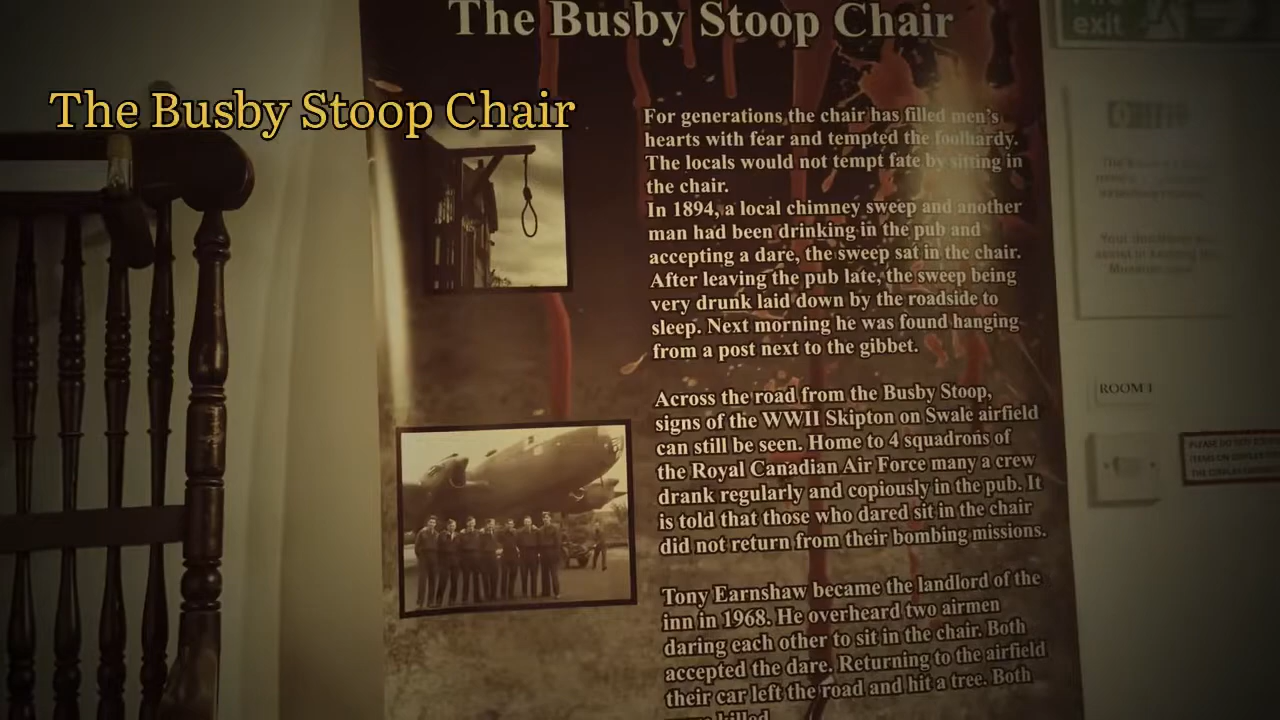 The Busby Stoop Chair
The Busby Stoop Chair
For generations the chair has filled men's
hearts with fear and tempted the foolhardy.
The locals would not tempt fate by sitting in
the chair.
In 1894, a local chimney sweep and another
man had been drinking in the pub and
accepting a dare, the sweep sat in the chair.
After leaving the pub late, the sweep being
very drunk laid down by the roadside to
sleep. Next morning he was found hanging
from a post next to the gibbet.
Across the road from the Busby Stoop,
signs of the WWII Skipton on Swale airfield
can still be seen. Home to 4 squadrons of
the Royal Canadian Air Force many a crew
drank regularly and copiously in the pub. It
is told that those who dared sit in the chair
did not return from their bombing missions.
Tony Earnshaw became the landlord of the
inn in 1968. He overheard two airmen
daring each other to sit in the chair. Both
accepted the dare. Returning to the airfield
their car left the road and hit a tree. Both
killed
exit
ROOM 1
PLEASE DO NOT
ITEMS ON DISPLAY